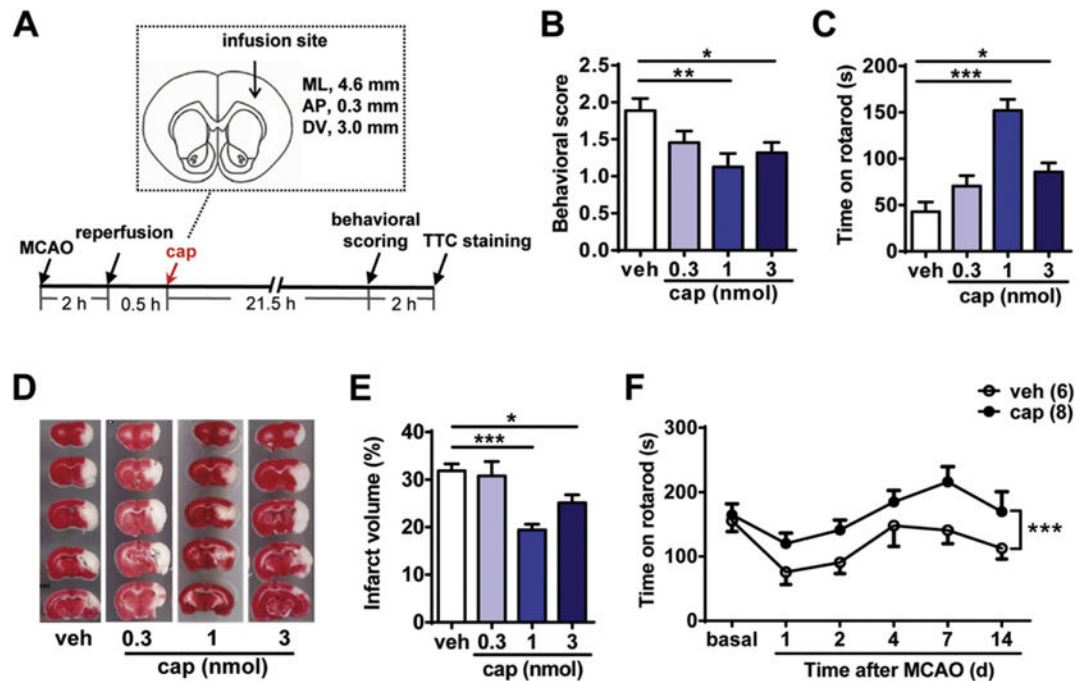 A
infusion site
ML, 4.6 mm
AP, 0.3 mm
DV, 3.0 mm
MCAO
reperfusion
cap
behavioral
scoring
TTC staining
2 h
0.5 h
21.5 h
2 h
B
Behavioral score
2.5
2.0
1.5
1.0
0.5
0.0
*
**
veh
0.3
1
3
cap (nmol)
C
Time on rotarod (s)
200
150
100
50
0
*
***
veh
0.3
1
3
cap (nmol)
D
veh
0.3
1
3
cap (nmol)
E
Infarct volume (%)
40
30
20
10
0
*
***
veh
0.3
1
3
cap (nmol)
F
veh (6)
cap (8)
Time on rotarod (s)
300
200
100
0
***
basal
1
2
4
7
14
Time after MCAO (d)